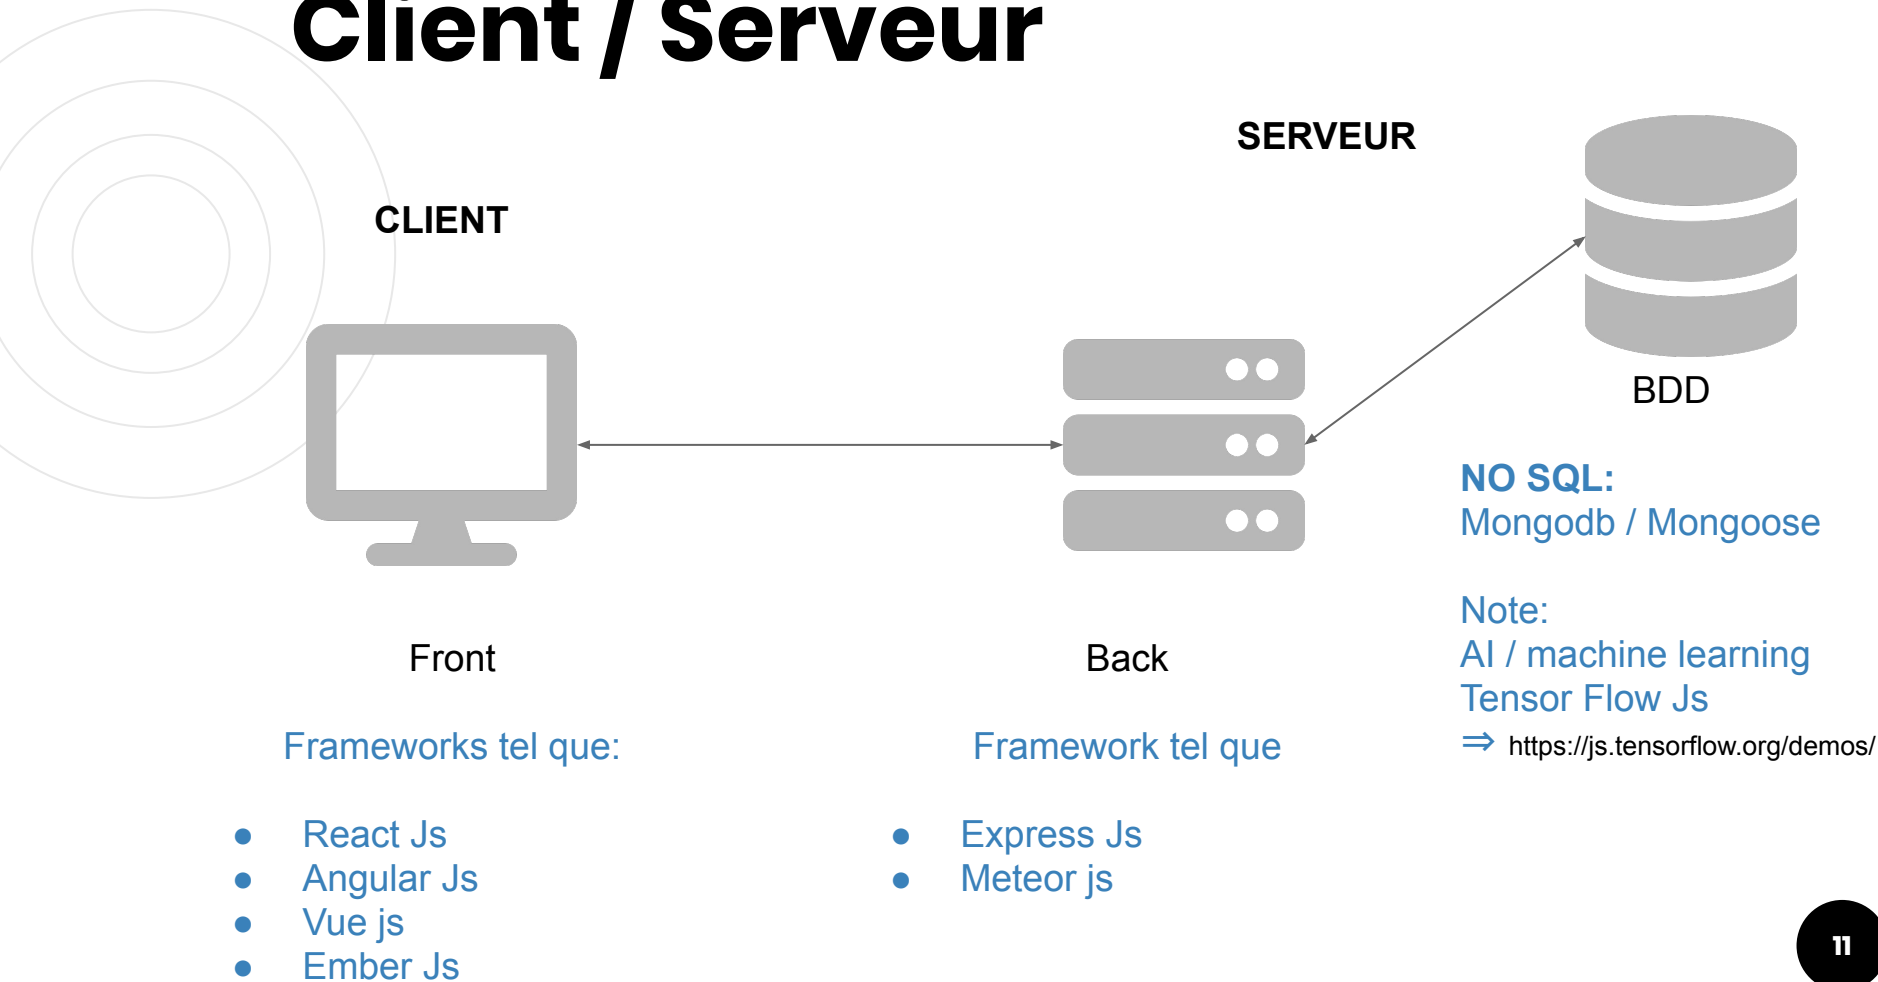 Client / Serveur
SERVEUR
CLIENT
BDD
NO SQL:
Mongodb / Mongoose
Note:
AI / machine learning
Tensor Flow Js
⇒ https://js.tensorflow.org/demos/
Front
Frameworks tel que:
● React Js
● Angular Js
● Vue js
● Ember Js
Back
Framework tel que
● Express Js
● Meteor js
11